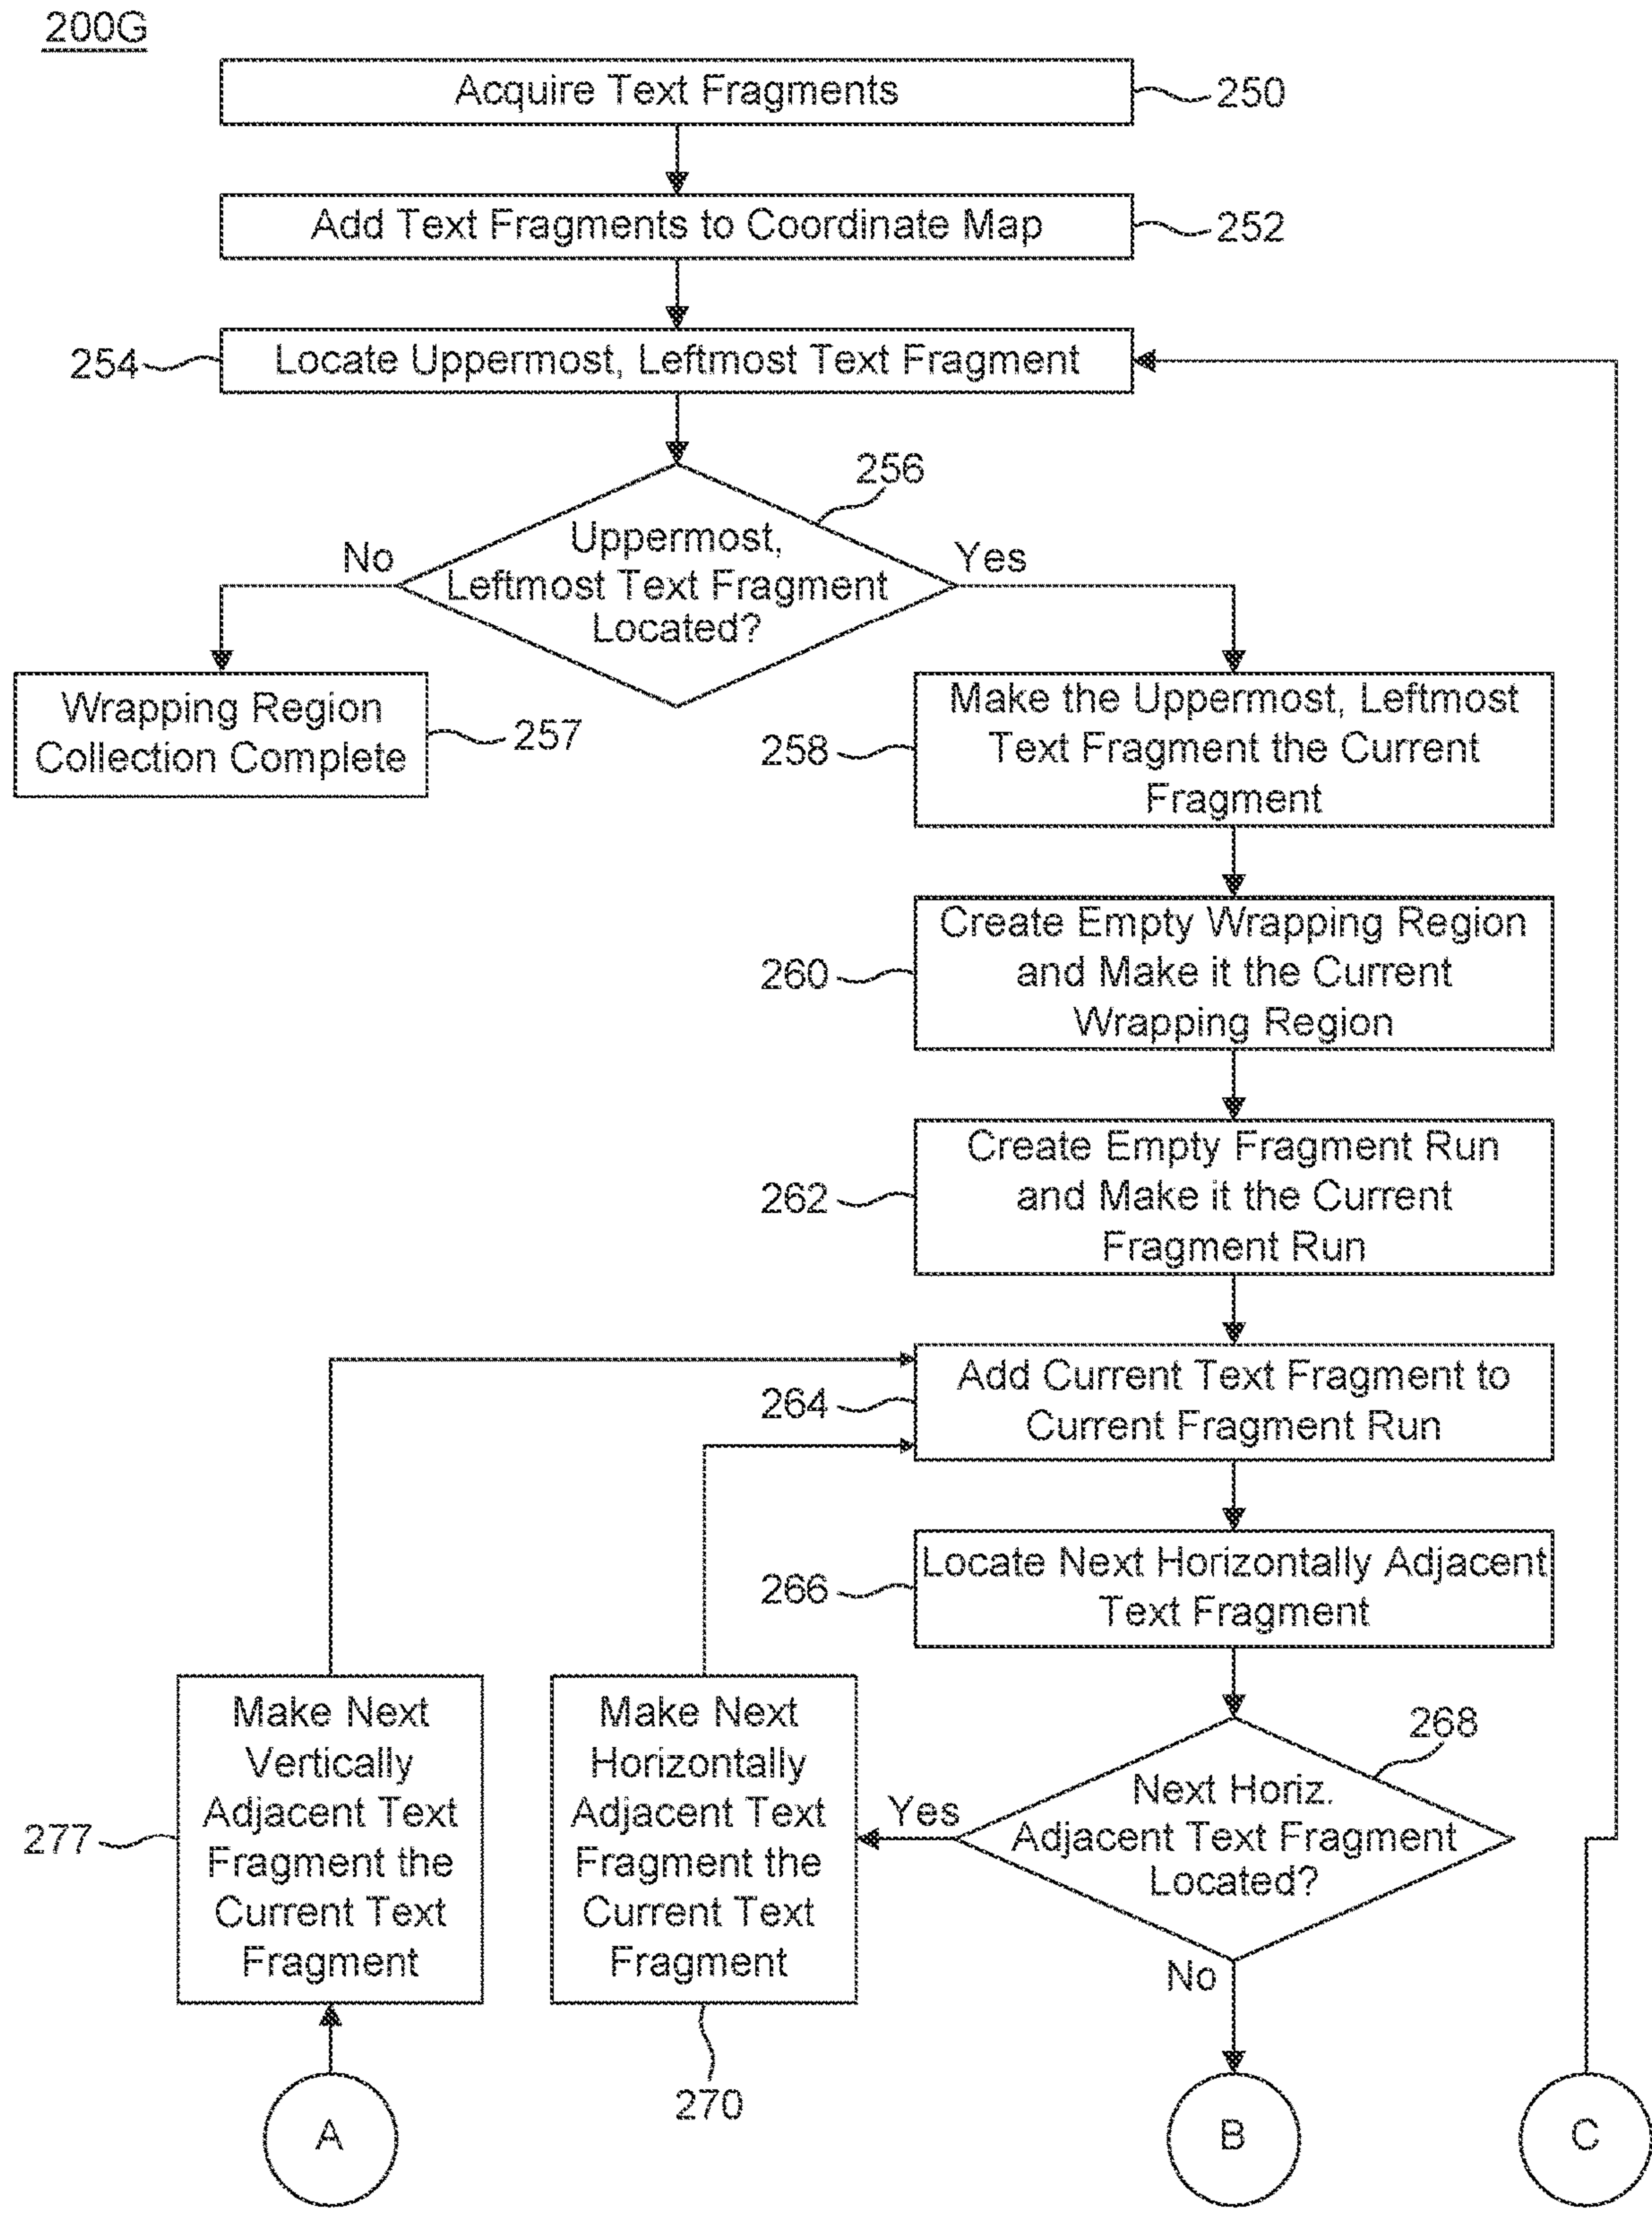 200G
Acquire Text Fragments
250
Add Text Fragments to Coordinate Map
252
254
Locate Uppermost, Leftmost Text Fragment
256
Uppermost,
Leftmost Text Fragment
Located?
No
Yes
Wrapping Region
Collection Complete
257
258
Make the Uppermost, Leftmost
Text Fragment the Current
Fragment
260
Create Empty Wrapping Region
and Make it the Current
Wrapping Region
262
Create Empty Fragment Run
and Make it the Current
Fragment Run
264
Add Current Text Fragment to
Current Fragment Run
266
Locate Next Horizontally Adjacent
Text Fragment
277
Make Next
Vertically
Adjacent Text
Fragment the
Current Text
Fragment
Make Next
Horizontally
Adjacent Text
Fragment the
Current Text
Fragment
270
Yes
268
Next Horiz.
Adjacent Text Fragment
Located?
No
A
B
C